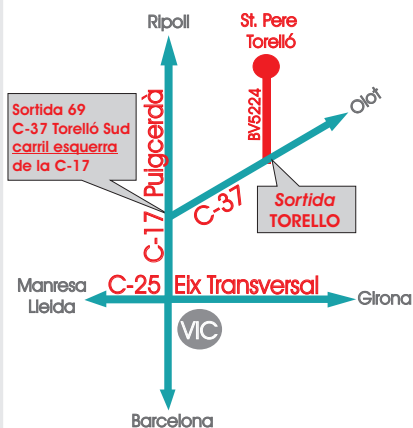 Ripoll
St. Pere
Torelló
BV5224
Olot
Sortida 69
C-37 Torelló Sud
carril esquerra
de la C-17
C-17 Puigcerdà
C-37
Sortida
TORELLO
Manresa
Lleida
C-25 Eix Transversal
Girona
VIC
Barcelona